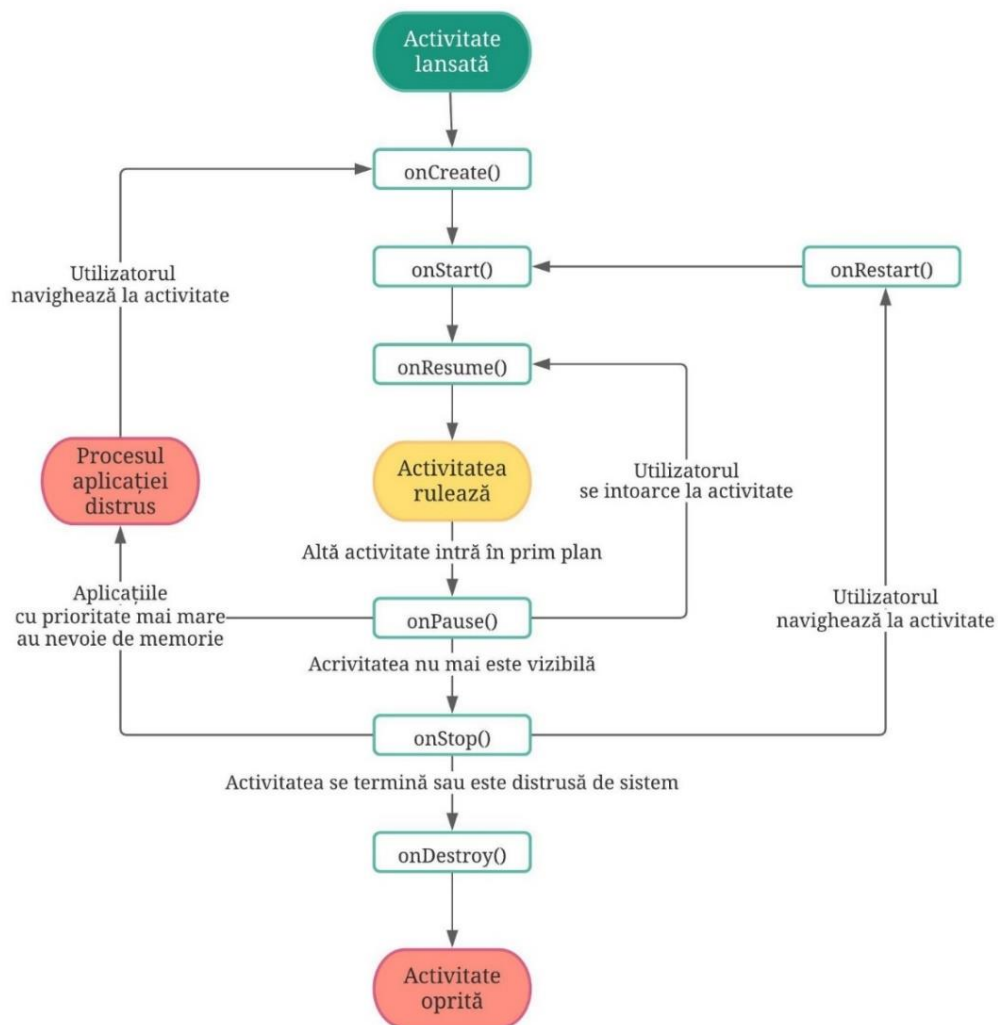 Activitate
lansată
onCreate()
Utilizatorul
navighează la activitate
onStart()
onRestart()
onResume()
Procesul
aplicației
distrus
Activitatea
rulează
Utilizatorul
se intoarce la activitate
Altă activitate intră în prim plan
Aplicațiile
cu prioritate mai mare
au nevoie de memorie
onPause()
Utilizatorul
navighează la activitate
Acrivitatea nu mai este vizibilă
onStop()
Activitatea se termină sau este distrusă de sistem
onDestroy()
Activitate
oprită